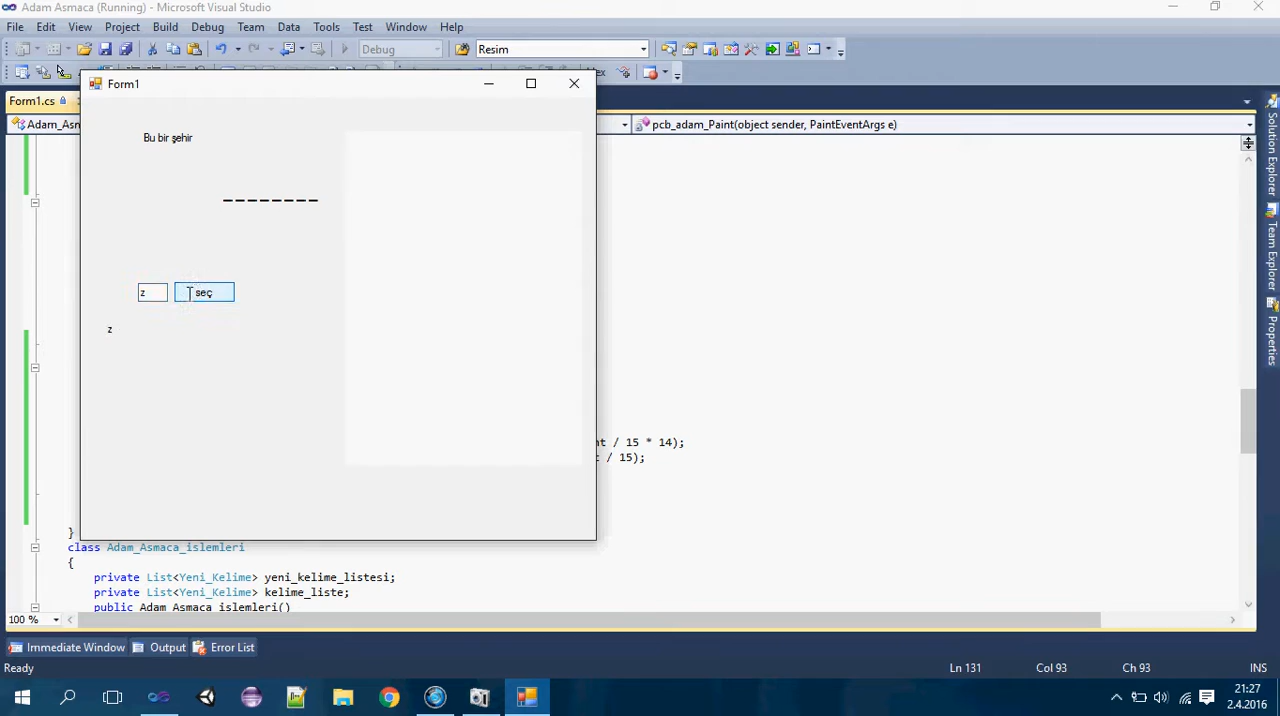 Adam Asmaca (Running) - Microsoft Visual Studio
File Edit View Project Build Debug Team Data Tools Test Window Help
Debug Resim
Hex
Form1
Form1.cs
Adam_Asn pcb_adam_Paint(object sender, PaintEventArgs e)
Bu bir şehir
_ _ _ _ _ _ _ _
z seç
z
nt / 15 * 14);
t / 15);
}
class Adam_Asmaca_islemleri
{
private List<Yeni_Kelime> yeni_kelime_listesi;
private List<Yeni_Kelime> kelime_liste;
public Adam_Asmaca_islemleri()
100 %
Solution Explorer
Team Explorer
Properties
Immediate Window Output Error List
Ready Ln 131 Col 93 Ch 93 INS
21:27
2.4.2016